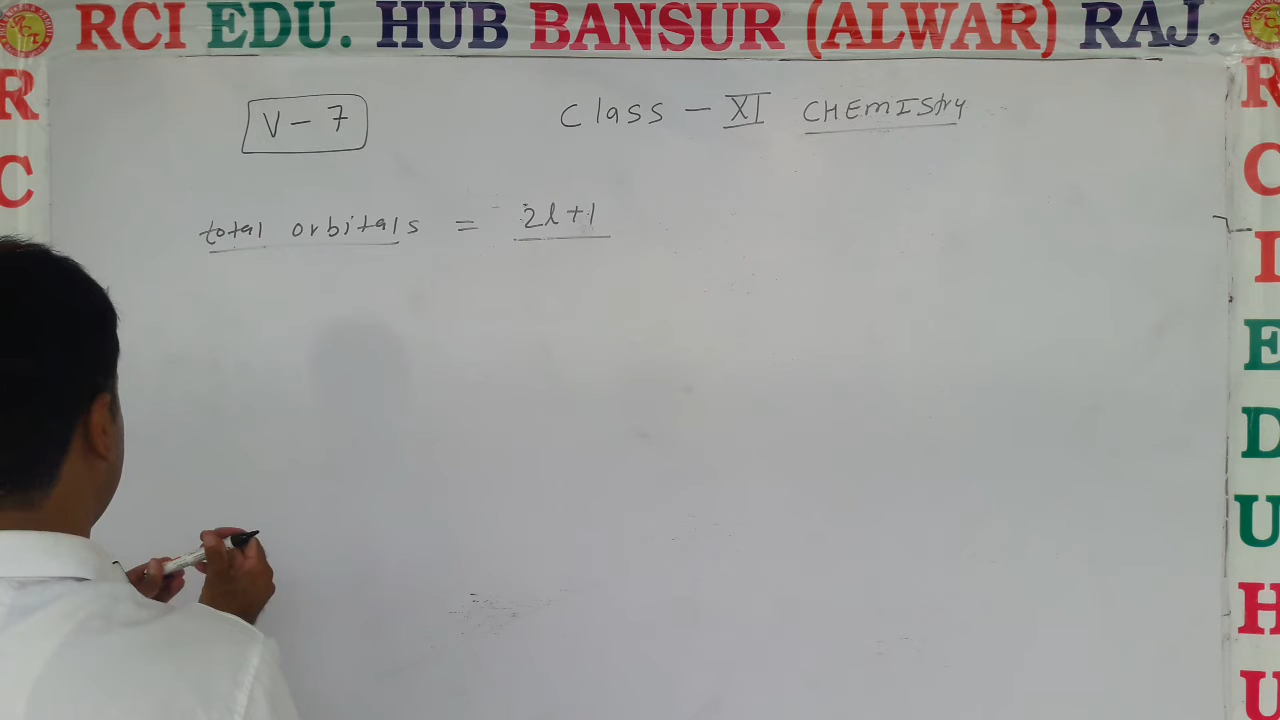 RCI EDU. HUB BANSUR (ALWAR) RAJ.
V - 7
Class - XI CHEMIStry
total orbitals = 2l+1
R
C
R
C
I
E
D
U
H
U